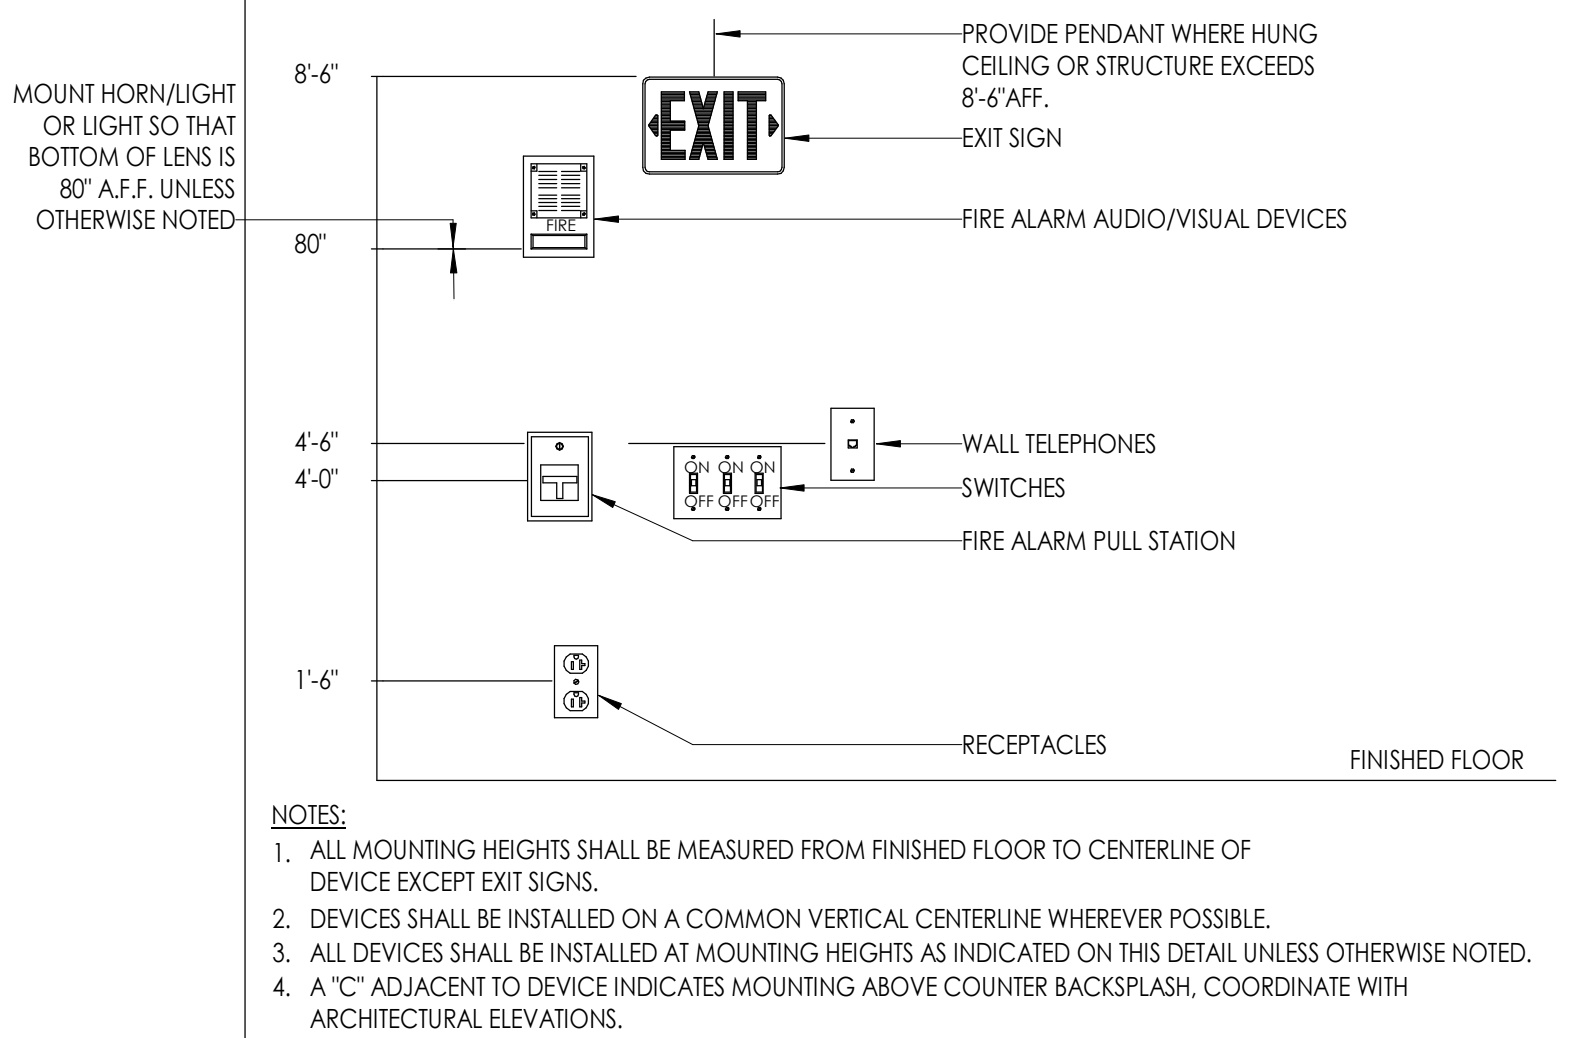 MOUNT HORN/LIGHT
OR LIGHT SO THAT
BOTTOM OF LENS IS
80" A.F.F. UNLESS
OTHERWISE NOTED
8'-6"
80"
4'-6"
4'-0"
1'-6"
EXIT
FIRE
ON ON ON
OFF OFF OFF
PROVIDE PENDANT WHERE HUNG
CEILING OR STRUCTURE EXCEEDS
8'-6"AFF.
EXIT SIGN
FIRE ALARM AUDIO/VISUAL DEVICES
WALL TELEPHONES
SWITCHES
FIRE ALARM PULL STATION
RECEPTACLES
FINISHED FLOOR
NOTES:
1. ALL MOUNTING HEIGHTS SHALL BE MEASURED FROM FINISHED FLOOR TO CENTERLINE OF
DEVICE EXCEPT EXIT SIGNS.
2. DEVICES SHALL BE INSTALLED ON A COMMON VERTICAL CENTERLINE WHEREVER POSSIBLE.
3. ALL DEVICES SHALL BE INSTALLED AT MOUNTING HEIGHTS AS INDICATED ON THIS DETAIL UNLESS OTHERWISE NOTED.
4. A "C" ADJACENT TO DEVICE INDICATES MOUNTING ABOVE COUNTER BACKSPLASH, COORDINATE WITH
ARCHITECTURAL ELEVATIONS.